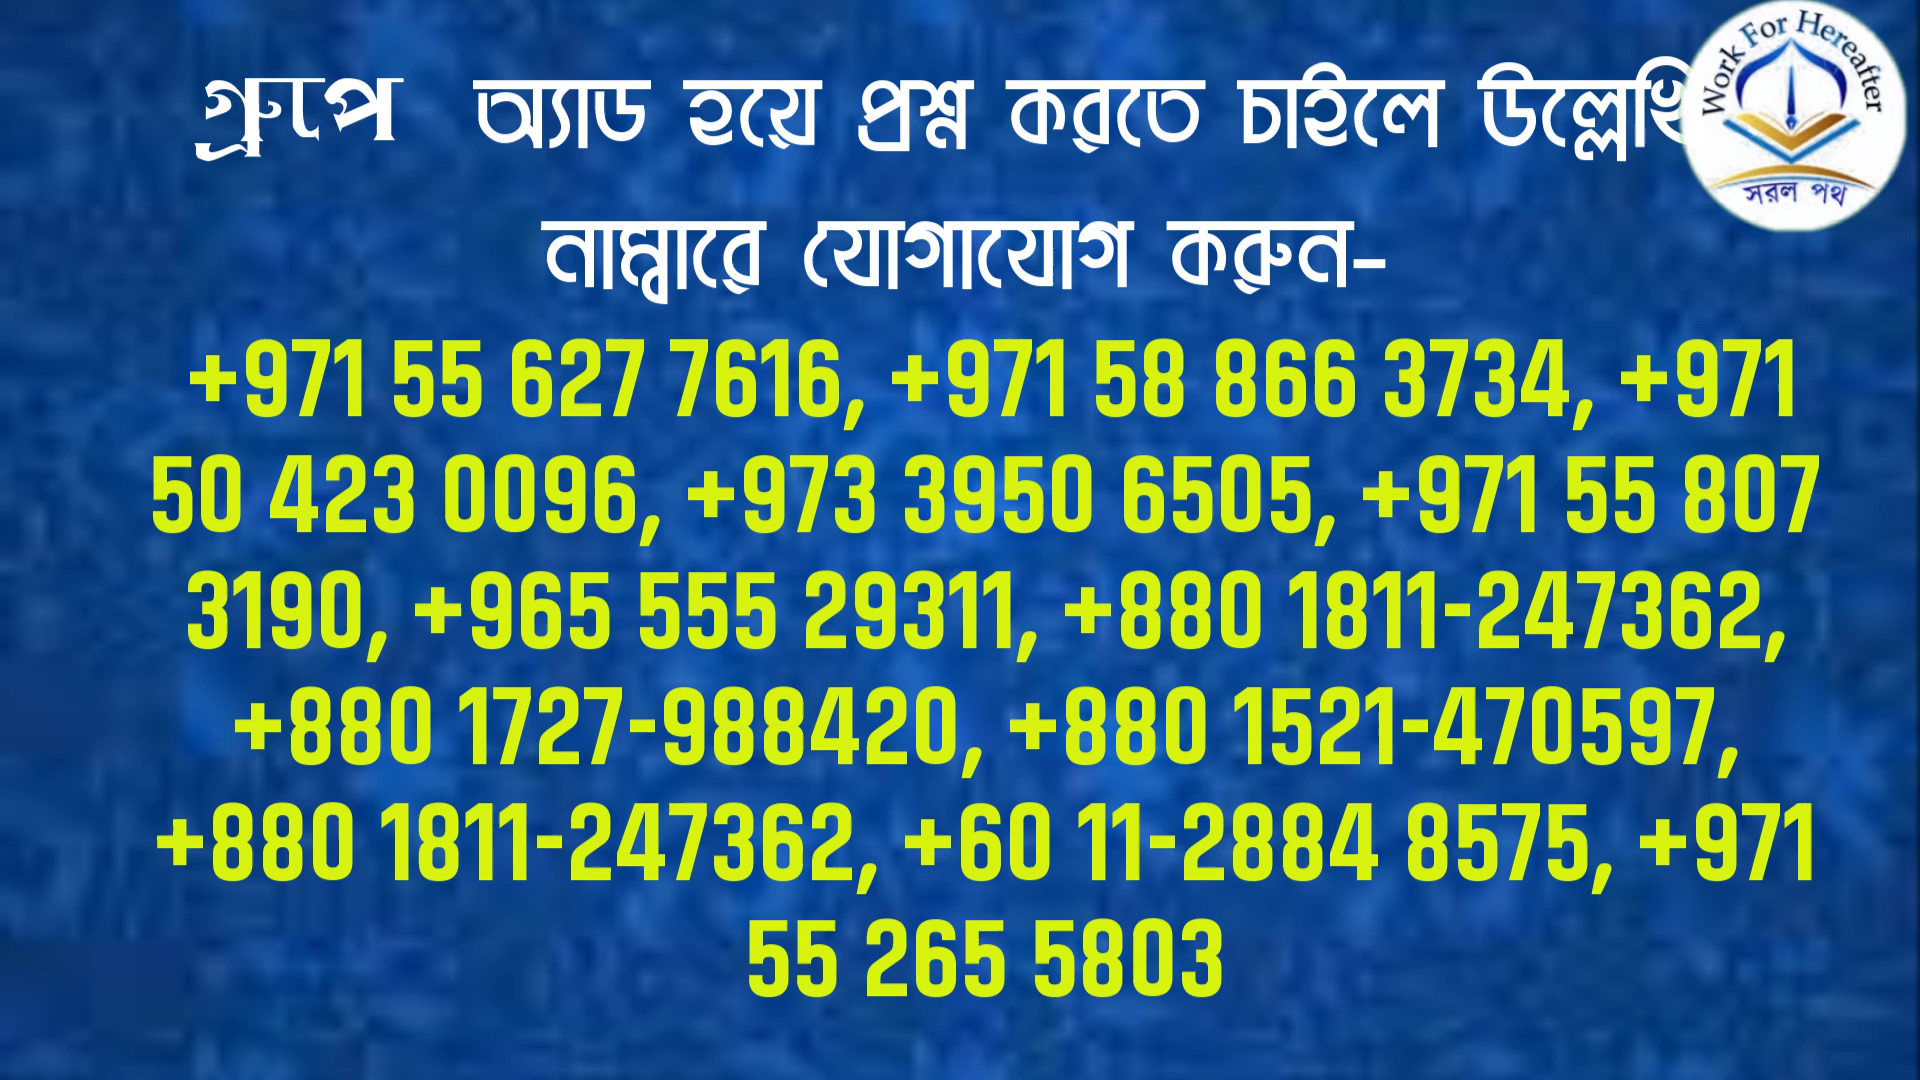 গ্রুপে অ্যাড হয়ে প্রশ্ন করতে চাইলে
নাম্বারে যোগাযোগ করুন-
+971 55 627 7616, +971 58 866 3734, +971
50 423 0096, +973 3950 6505, +971 55 807
3190, +965 555 29311, +880 1811-247362,
+880 1727-988420, +880 1521-470597,
+880 1811-247362, +60 11-2884 8575, +971
55 265 5803
Work For Hereafter
সরল পথ